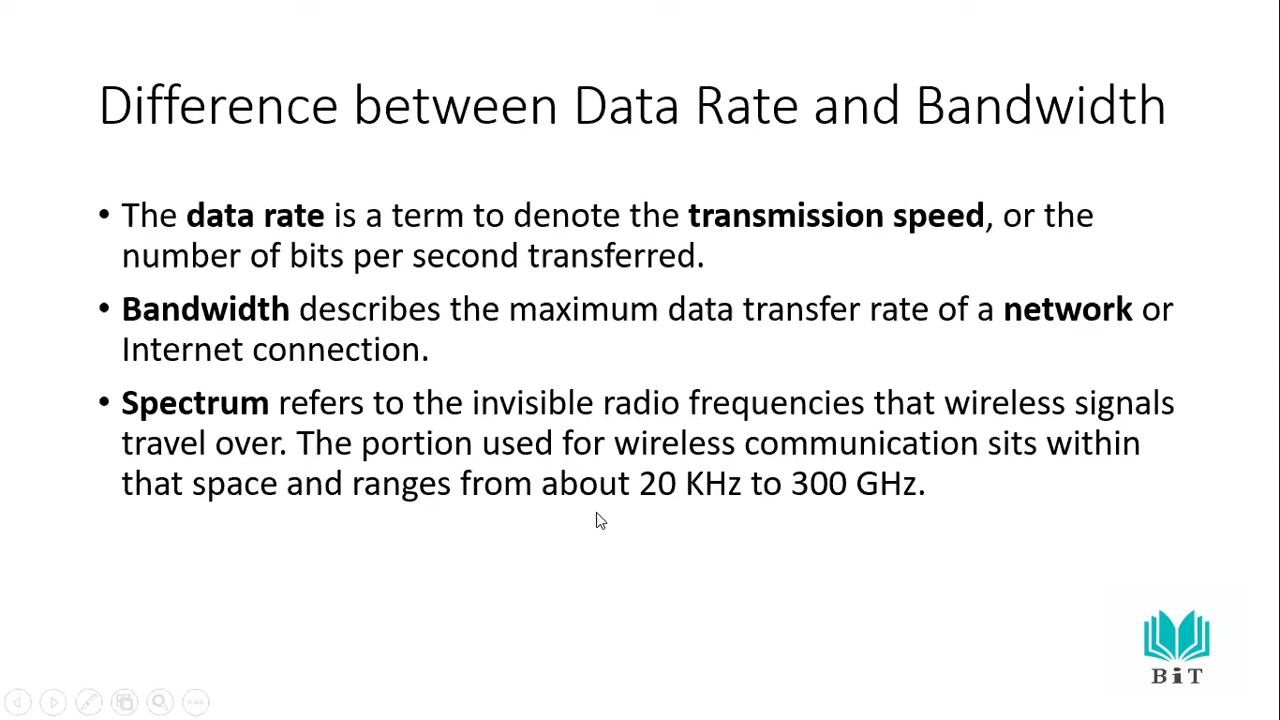 Difference between Data Rate and Bandwidth
• The data rate is a term to denote the transmission speed, or the
number of bits per second transferred.
• Bandwidth describes the maximum data transfer rate of a network or
Internet connection.
• Spectrum refers to the invisible radio frequencies that wireless signals
travel over. The portion used for wireless communication sits within
that space and ranges from about 20 KHz to 300 GHz.
BiT